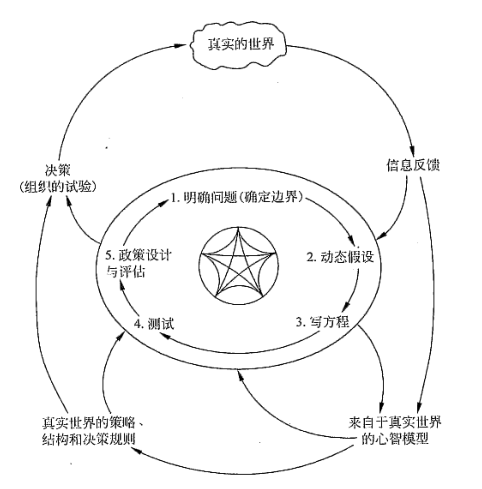 真实的世界
决策
(组织的试验)
信息反馈
1. 明确问题(确定边界)
5. 政策设计
与评估
2. 动态假设
4. 测试
3. 写方程
真实世界的策略、
结构和决策规则
来自于真实世界
的心智模型